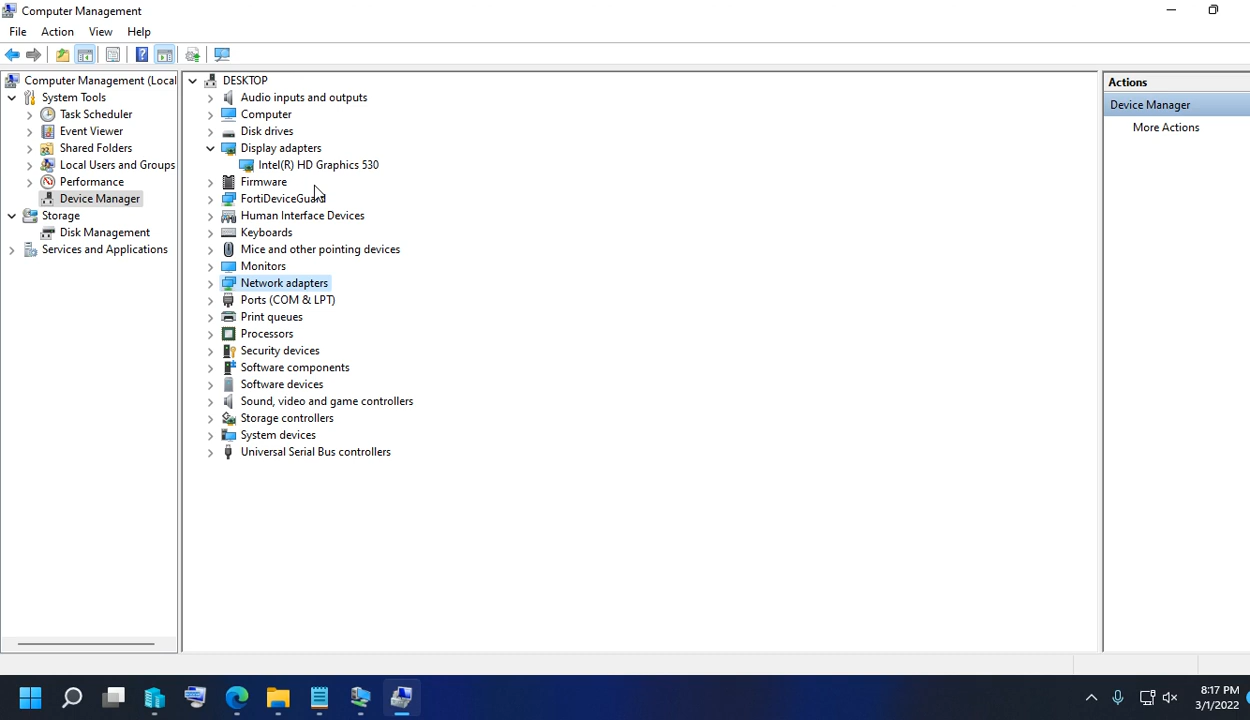 Computer Management
File Action View Help
Computer Management (Local
System Tools
Task Scheduler
Event Viewer
Shared Folders
Local Users and Groups
Performance
Device Manager
Storage
Disk Management
Services and Applications
DESKTOP
Audio inputs and outputs
Computer
Disk drives
Display adapters
Intel(R) HD Graphics 530
Firmware
FortiDeviceGuard
Human Interface Devices
Keyboards
Mice and other pointing devices
Monitors
Network adapters
Ports (COM & LPT)
Print queues
Processors
Security devices
Software components
Software devices
Sound, video and game controllers
Storage controllers
System devices
Universal Serial Bus controllers
Actions
Device Manager
More Actions
8:17 PM
3/1/2022